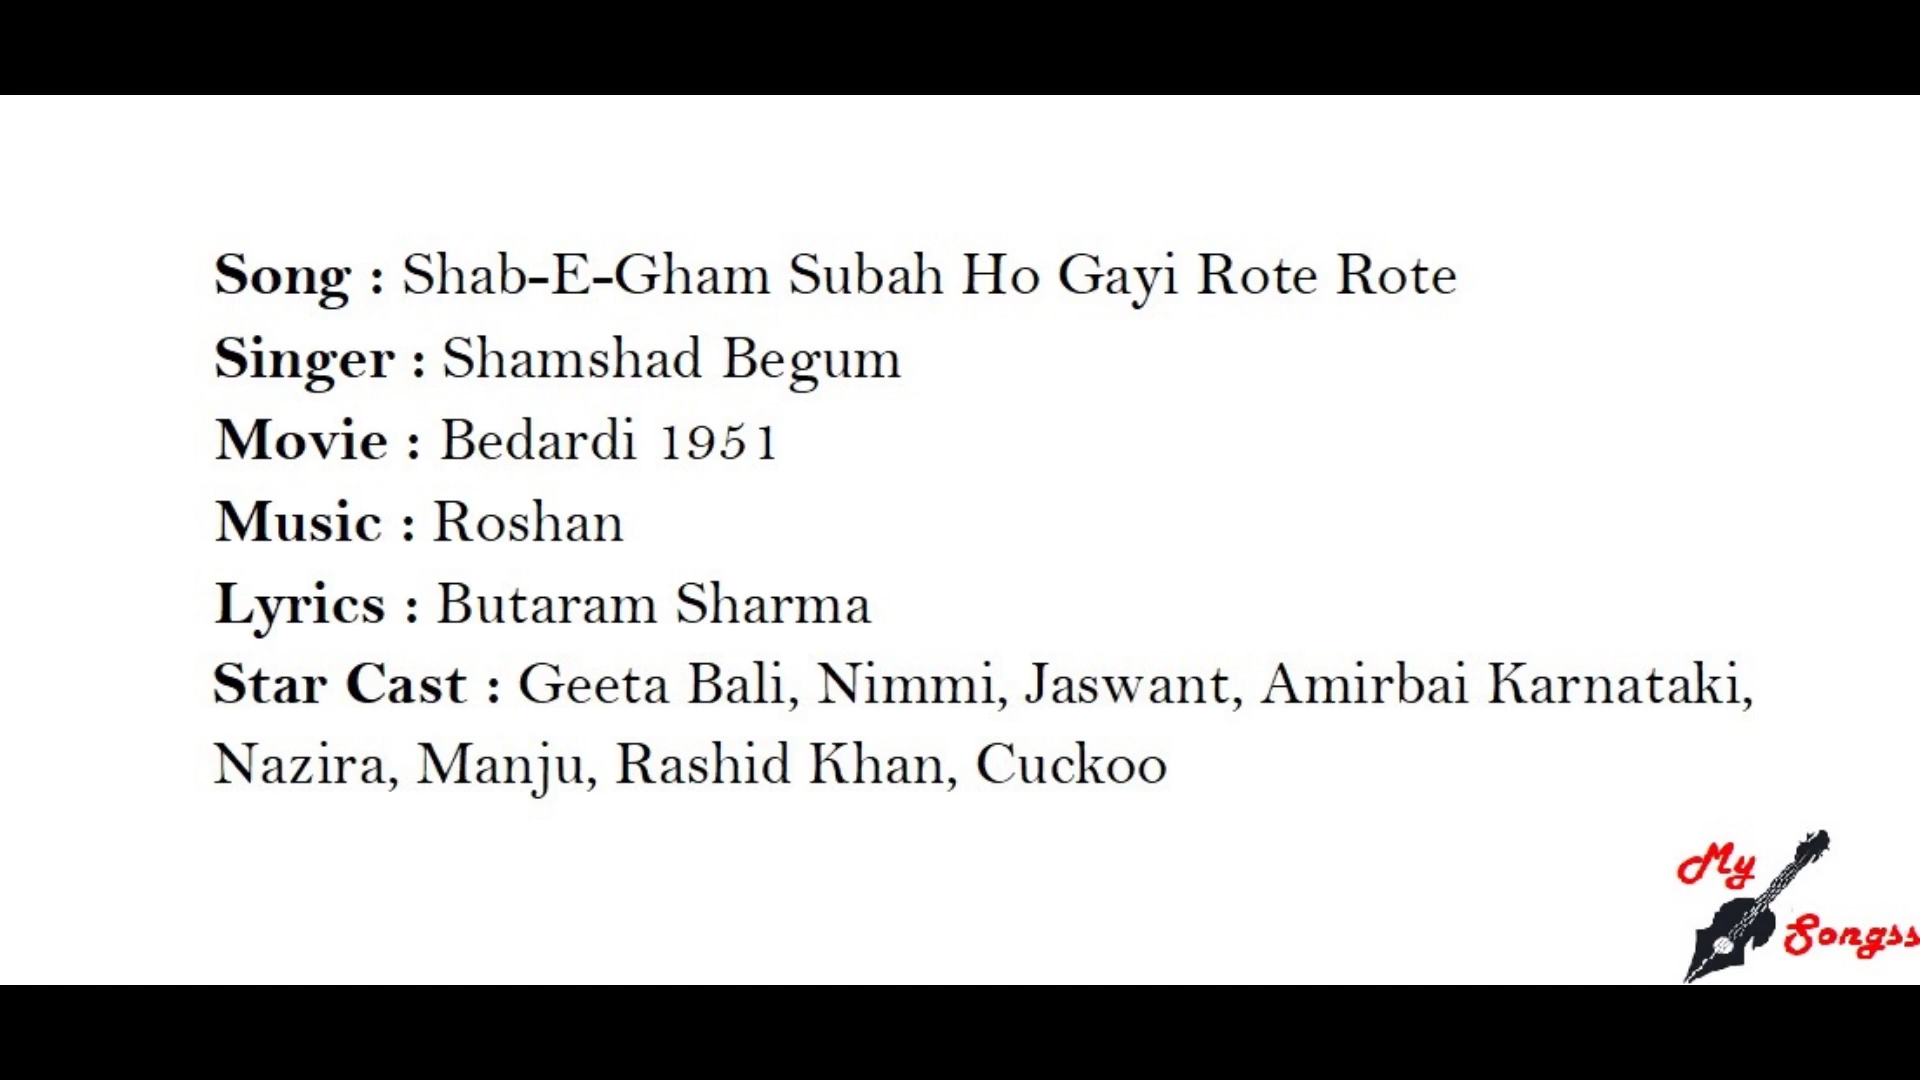 Song : Shab-E-Gham Subah Ho Gayi Rote Rote
Singer : Shamshad Begum
Movie : Bedardi 1951
Music : Roshan
Lyrics : Butaram Sharma
Star Cast : Geeta Bali, Nimmi, Jaswant, Amirbai Karnataki,
Nazira, Manju, Rashid Khan, Cuckoo
My
Songss